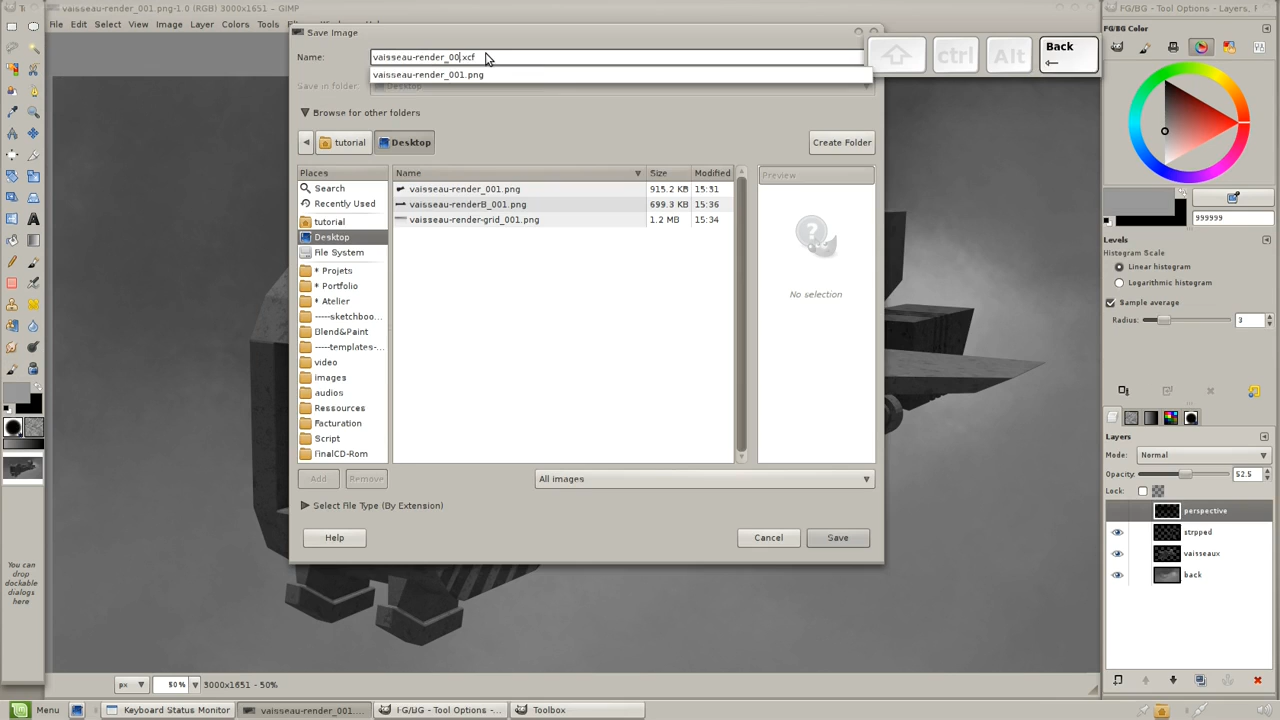 vaisseau-render_001.png-1.0 (RGB) 3000x1651 – GIMP
FG/BG - Tool Options - Layers, F
File Edit Select View Image Layer Colors Tools
Save Image
FG/BG Color
Name: vaisseau-render_00.xcf
ctrl Alt Back
vaisseau-render_001.png
Save in folder: Desktop
Browse for other folders
tutorial Desktop Create Folder
Places Name Size Modified Preview
Search vaisseau-render_001.png 915.2 KB 15:31
Recently Used vaisseau-renderB_001.png 699.3 KB 15:36
tutorial vaisseau-render-grid_001.png 1.2 MB 15:34
999999
Desktop
Levels
File System
Histogram Scale
* Projets
Linear histogram
* Portfolio
Logarithmic histogram
No selection
* Atelier
Sample average
-----sketchboo...
Radius: 3
Blend&Paint
-----templates-...
video
images
audios
Ressources
Facturation
Layers
Script
Mode: Normal
FinalCD-Rom
Opacity: 52.5
Add Remove All images
Lock:
Select File Type (By Extension)
perspective
strpped
Help Cancel Save
vaisseaux
back
You can
drop
dockable
dialogs
here
px 50% 3000x1651 - 50%
Menu Keyboard Status Monitor vaisseau-render_001.... FG/BG - Tool Options -... Toolbox